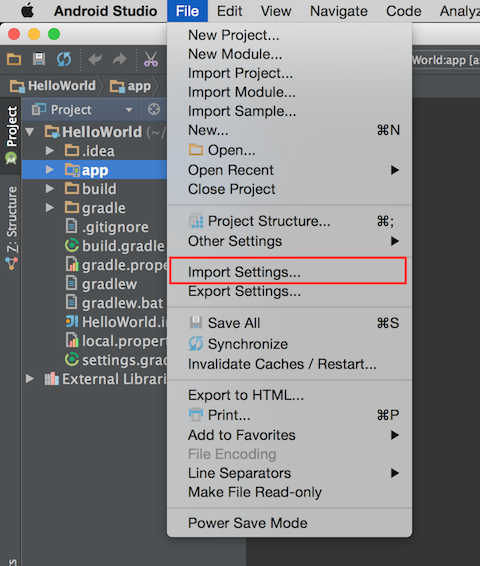 Android Studio File Edit View Navigate Code Analyz
HelloWorld app World:app [a
Project
Z: Structure
Project
HelloWorld (~/
.idea
app
build
gradle
.gitignore
build.gradle
gradle.prope
gradlew
gradlew.bat
HelloWorld.in
local.propert
settings.grad
External Librari
New Project...
New Module...
Import Project...
Import Module...
Import Sample...
New... ⌘N
Open...
Open Recent
Close Project
Project Structure... ⌘;
Other Settings
Import Settings...
Export Settings...
Save All ⌘S
Synchronize
Invalidate Caches / Restart...
Export to HTML...
Print... ⌘P
Add to Favorites
File Encoding
Line Separators
Make File Read-only
Power Save Mode